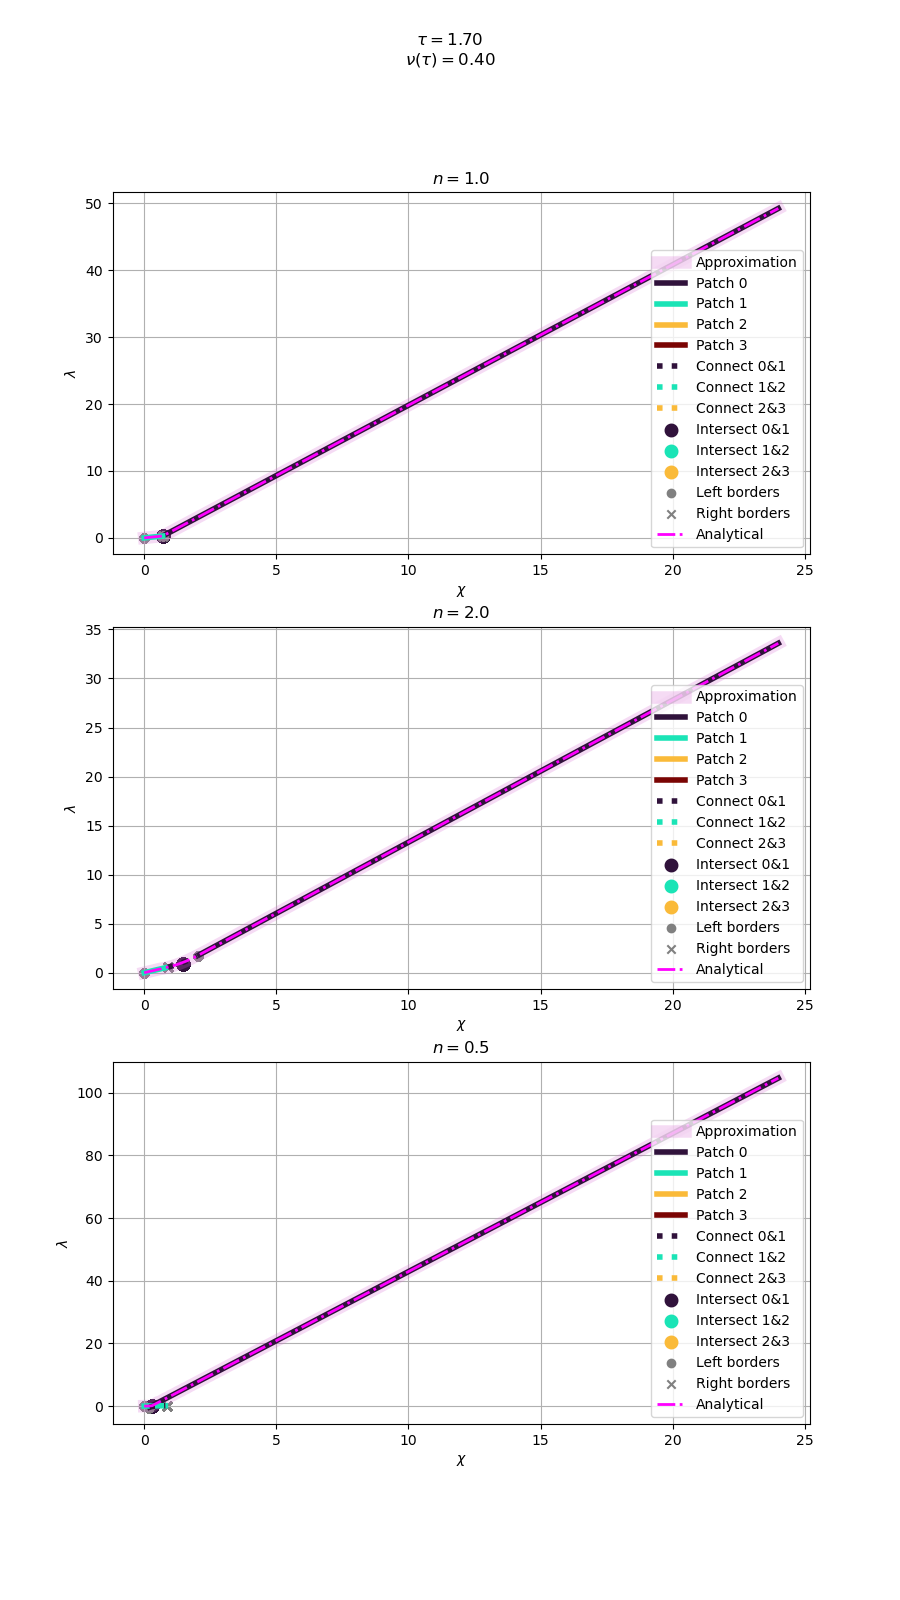 τ = 1.70
ν(τ) = 0.40
n = 1.0
50
40
30
20
10
0
λ
0 5 10 15 20 25
χ
Approximation
Patch 0
Patch 1
Patch 2
Patch 3
Connect 0&1
Connect 1&2
Connect 2&3
Intersect 0&1
Intersect 1&2
Intersect 2&3
Left borders
Right borders
Analytical
n = 2.0
35
30
25
20
15
10
5
0
λ
0 5 10 15 20 25
χ
Approximation
Patch 0
Patch 1
Patch 2
Patch 3
Connect 0&1
Connect 1&2
Connect 2&3
Intersect 0&1
Intersect 1&2
Intersect 2&3
Left borders
Right borders
Analytical
n = 0.5
100
80
60
40
20
0
λ
0 5 10 15 20 25
χ
Approximation
Patch 0
Patch 1
Patch 2
Patch 3
Connect 0&1
Connect 1&2
Connect 2&3
Intersect 0&1
Intersect 1&2
Intersect 2&3
Left borders
Right borders
Analytical